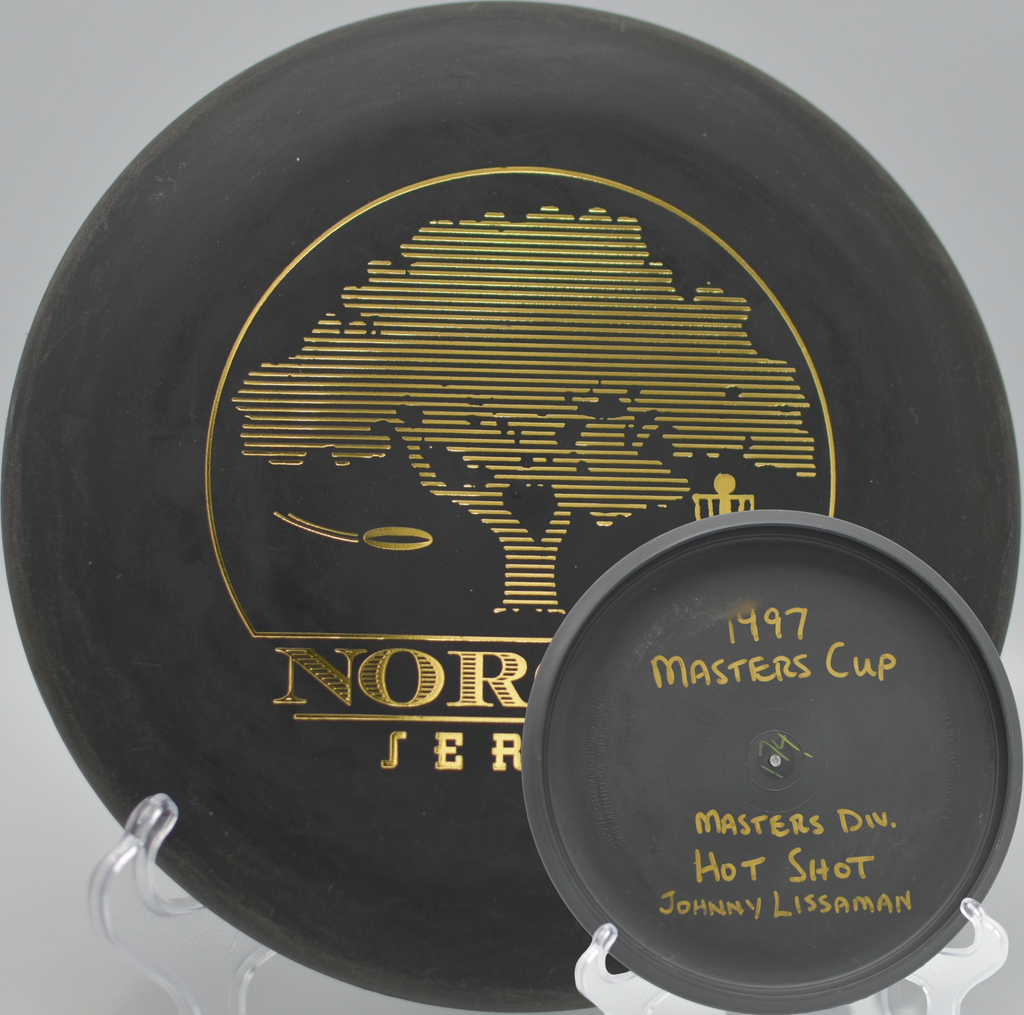 NOR
SER
1997
MASTERS CUP
174
MASTERS DIV.
HOT SHOT
JOHNNY LISSAMAN